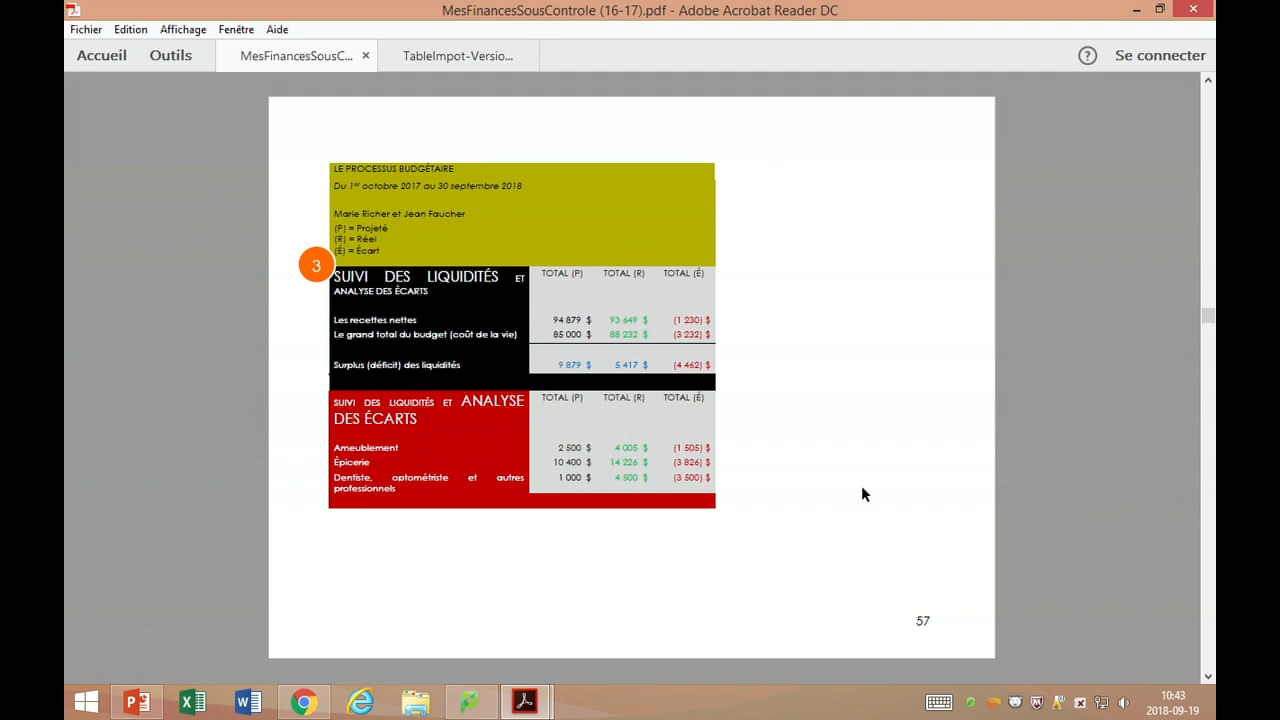 MesFinancesSousControle (16-17).pdf - Adobe Acrobat Reader DC
Fichier Edition Affichage Fenêtre Aide
Accueil Outils MesFinancesSousC... × TableImpot-Versio... ? Se connecter
LE PROCESSUS BUDGÉTAIRE
Du 1er octobre 2017 au 30 septembre 2018
Marie Richer et Jean Faucher
(P) = Projeté
(R) = Réel
(É) = Écart
3
SUIVI DES LIQUIDITÉS ET TOTAL (P) TOTAL (R) TOTAL (É)
ANALYSE DES ÉCARTS
Les recettes nettes 94 879 $ 93 649 $ (1 230) $
Le grand total du budget (coût de la vie) 85 000 $ 88 232 $ (3 232) $
Surplus (déficit) des liquidités 9 879 $ 5 417 $ (4 462) $
SUIVI DES LIQUIDITÉS ET ANALYSE TOTAL (P) TOTAL (R) TOTAL (É)
DES ÉCARTS
Ameublement 2 500 $ 4 005 $ (1 505) $
Épicerie 10 400 $ 14 226 $ (3 826) $
Dentiste, optométriste et autres 1 000 $ 4 500 $ (3 500) $
professionnels
57
10:43
2018-09-19